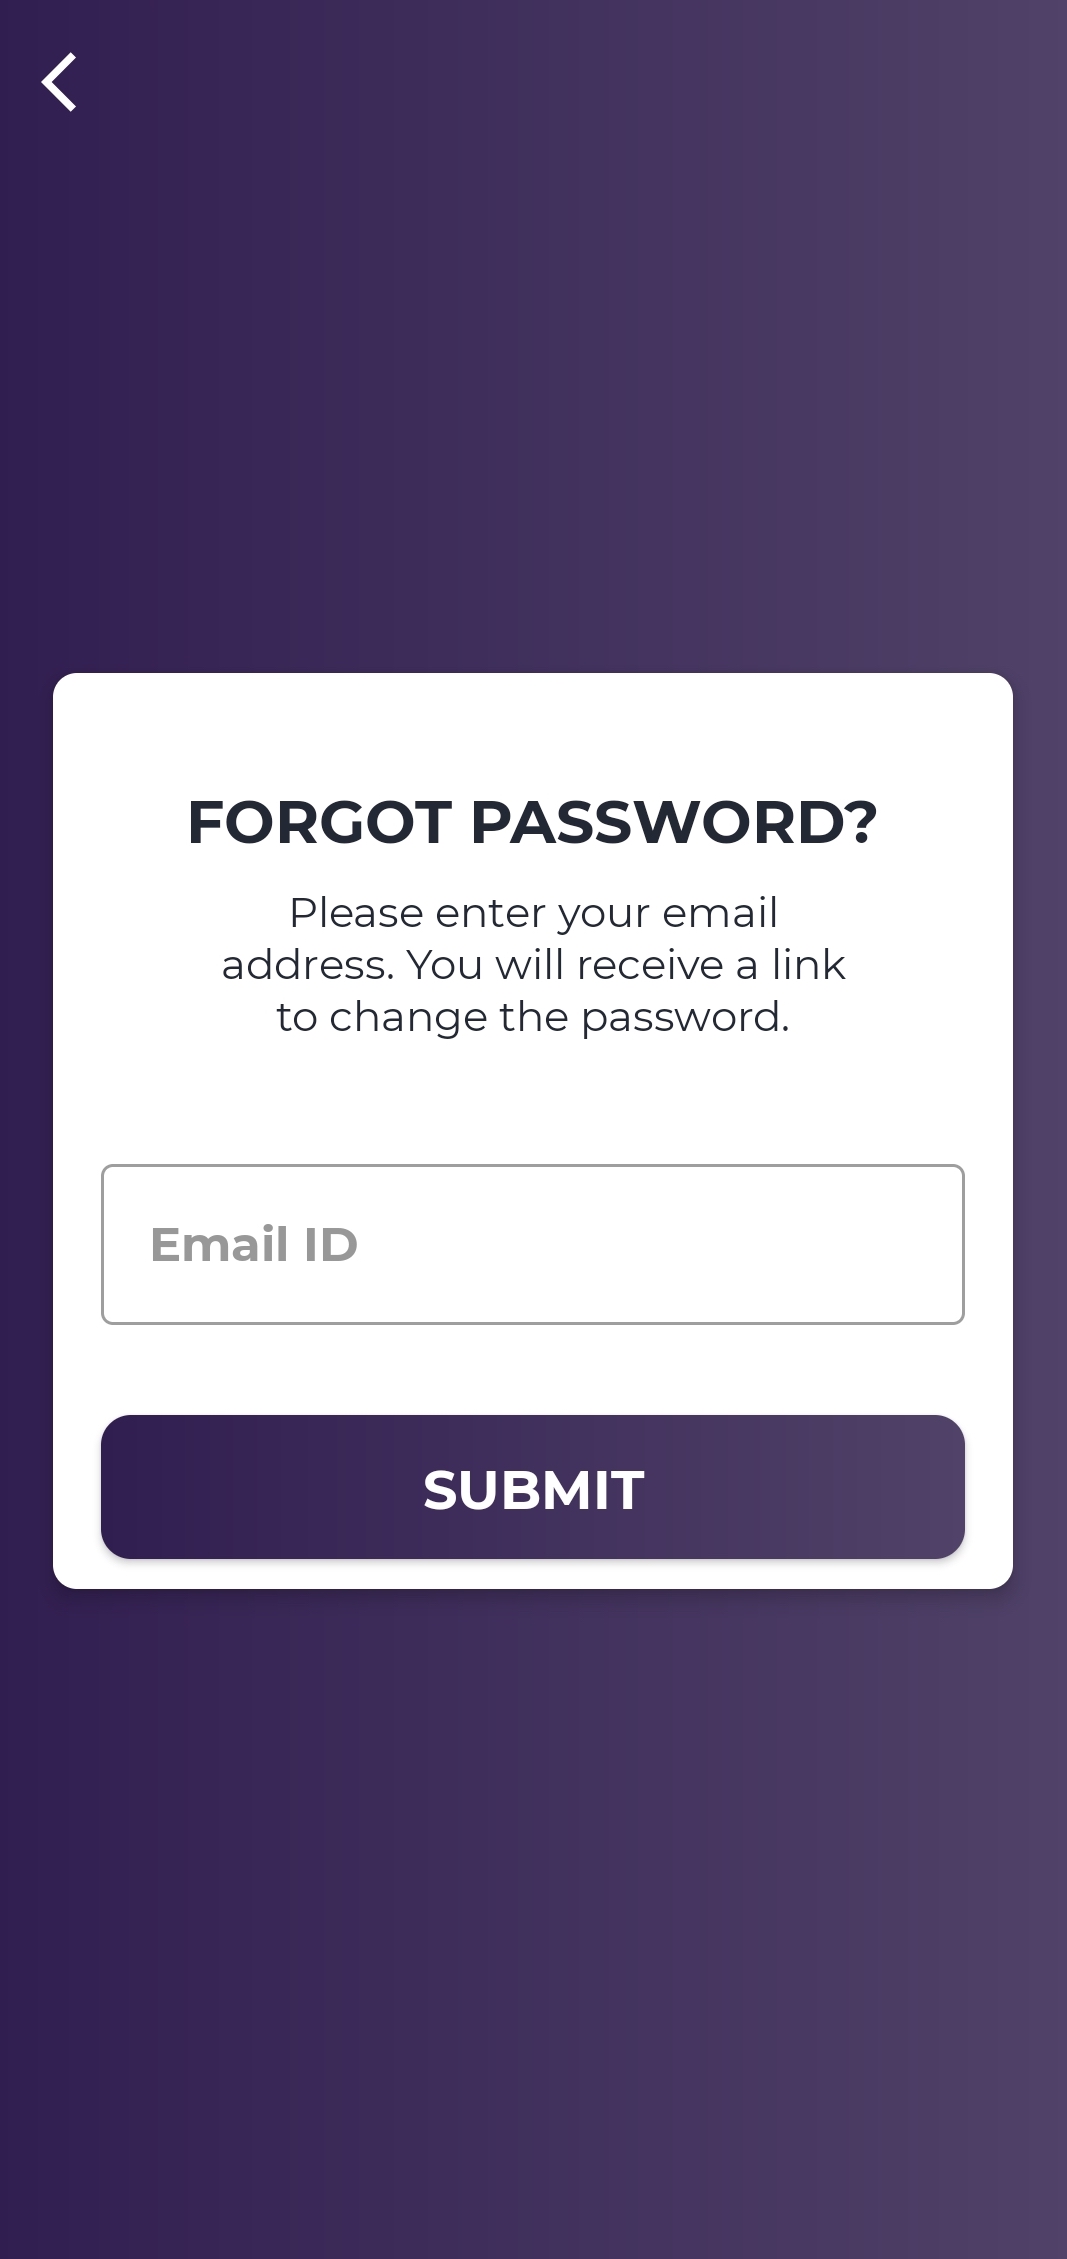 FORGOT PASSWORD?
Please enter your email
address. You will receive a link
to change the password.
Email ID
SUBMIT